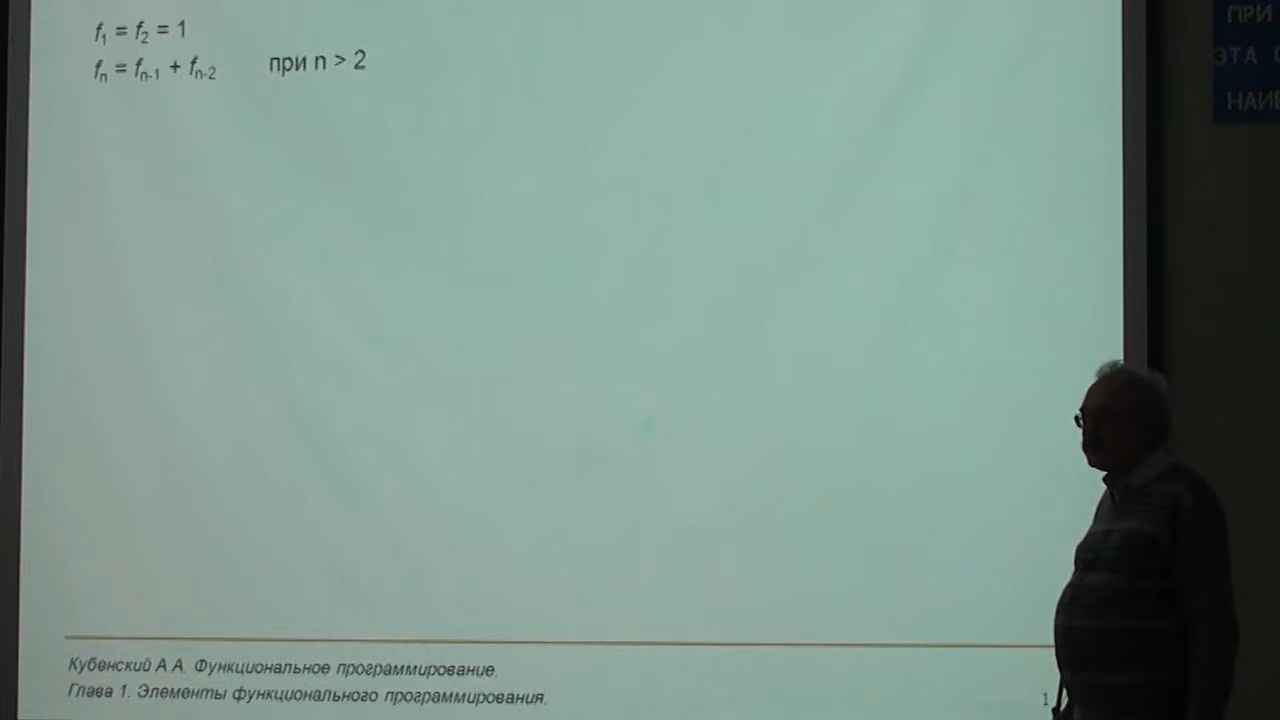 f₁ = f₂ = 1
fₙ = fₙ₋₁ + fₙ₋₂ при n > 2
ПРИ
ЭТА
НАИ
Кубенский А.А. Функциональное программирование.
Глава 1. Элементы функционального программирования.
1